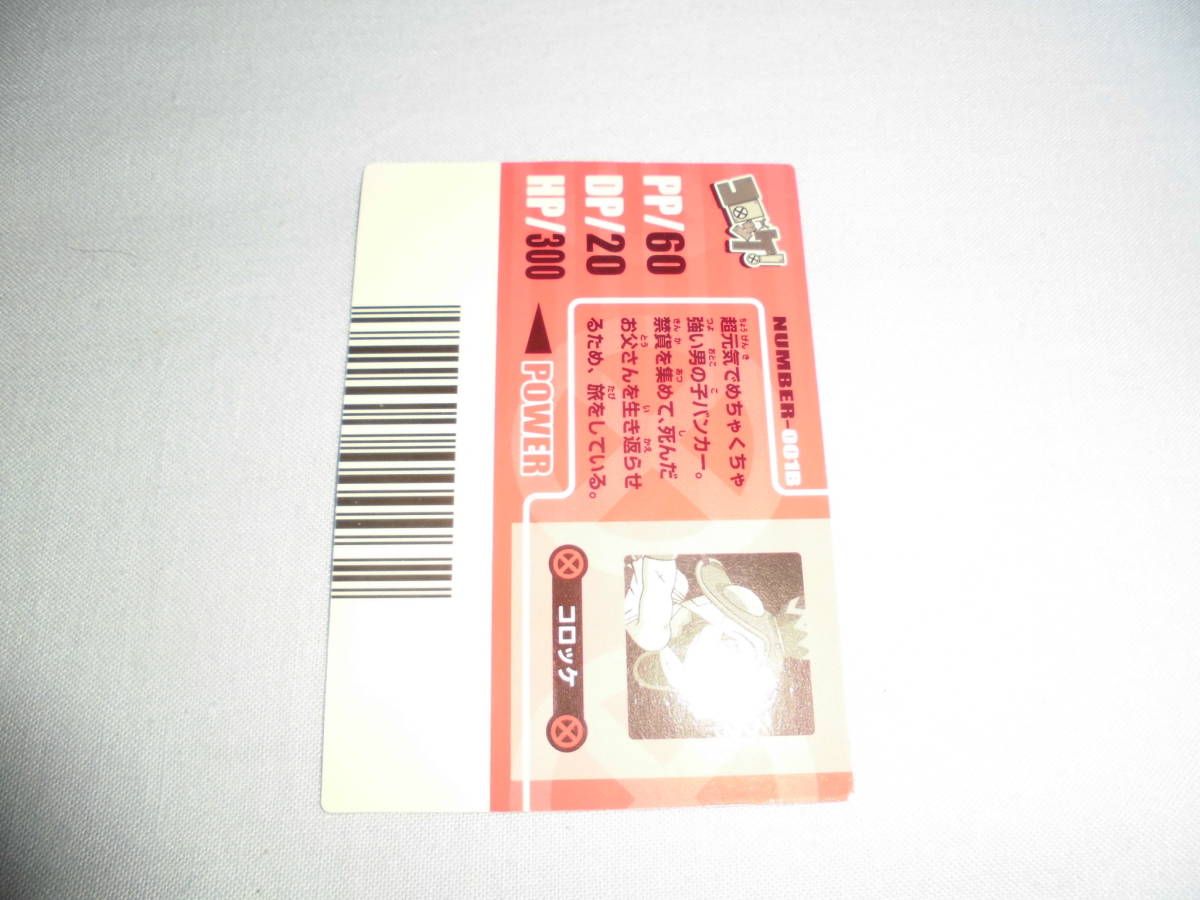 コロッケ!
PP/60
DP/20
HP/300
NUMBER-001B
超元気でめちゃくちゃ
強い男の子バンカー。
禁貨を集めて、死んだ
お父さんを生き返らせ
るため、旅をしている。
POWER
コロッケ